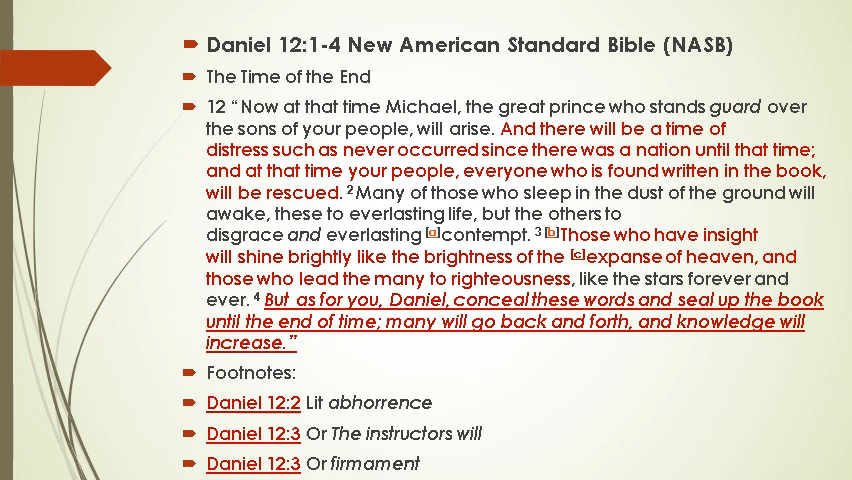 Daniel 12:1-4 New American Standard Bible (NASB)
The Time of the End
12 “Now at that time Michael, the great prince who stands guard over
the sons of your people, will arise. And there will be a time of
distress such as never occurred since there was a nation until that time;
and at that time your people, everyone who is found written in the book,
will be rescued. 2 Many of those who sleep in the dust of the ground will
awake, these to everlasting life, but the others to
disgrace and everlasting [a]contempt. 3 [b]Those who have insight
will shine brightly like the brightness of the [c]expanse of heaven, and
those who lead the many to righteousness, like the stars forever and
ever. 4 But as for you, Daniel, conceal these words and seal up the book
until the end of time; many will go back and forth, and knowledge will
increase.”
Footnotes:
Daniel 12:2 Lit abhorrence
Daniel 12:3 Or The instructors will
Daniel 12:3 Or firmament